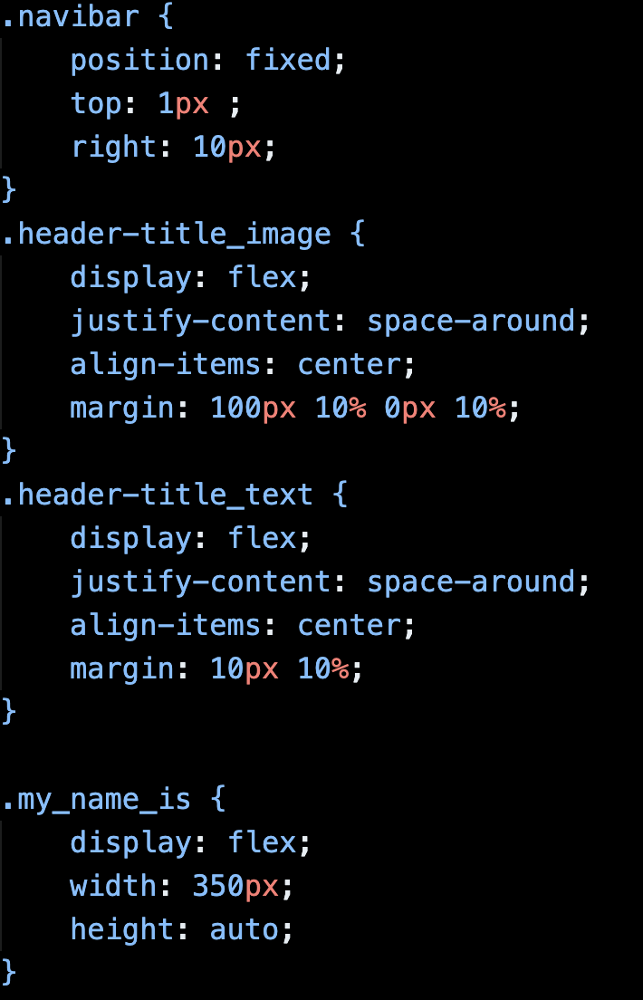 .navibar {
    position: fixed;
    top: 1px ;
    right: 10px;
}
.header-title_image {
    display: flex;
    justify-content: space-around;
    align-items: center;
    margin: 100px 10% 0px 10%;
}
.header-title_text {
    display: flex;
    justify-content: space-around;
    align-items: center;
    margin: 10px 10%;
}

.my_name_is {
    display: flex;
    width: 350px;
    height: auto;
}